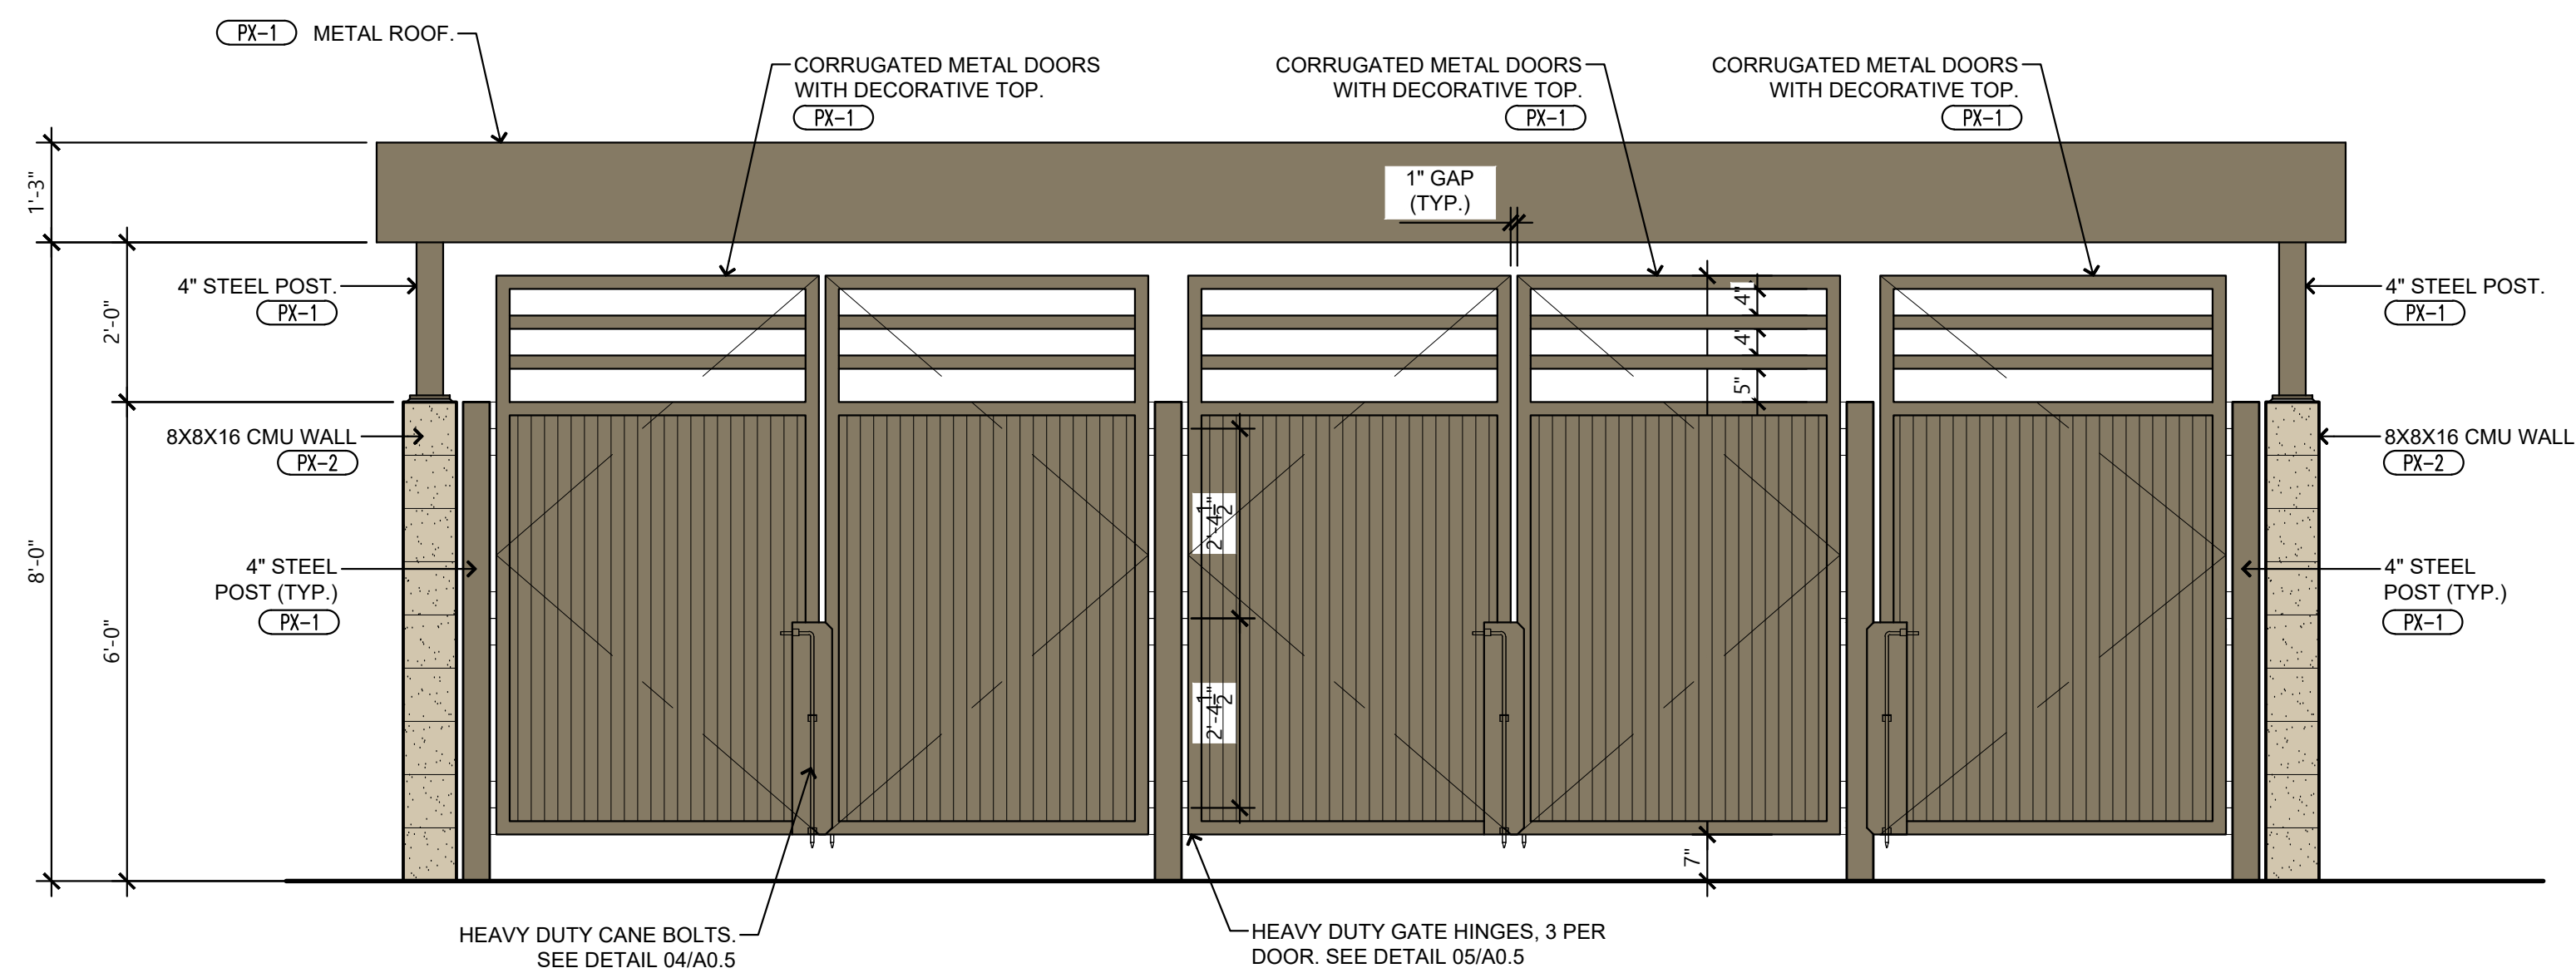 PX-1 METAL ROOF.
CORRUGATED METAL DOORS
WITH DECORATIVE TOP.
PX-1
CORRUGATED METAL DOORS
WITH DECORATIVE TOP.
PX-1
CORRUGATED METAL DOORS
WITH DECORATIVE TOP.
PX-1
1'-3"
1" GAP
(TYP.)
4" STEEL POST.
PX-1
2'-0"
4"
4"
5"
4" STEEL POST.
PX-1
8X8X16 CMU WALL
PX-2
8X8X16 CMU WALL
PX-2
2'-4 1/2"
8'-0"
4" STEEL
POST (TYP.)
PX-1
6'-0"
4" STEEL
POST (TYP.)
PX-1
2'-4 1/2"
7"
HEAVY DUTY CANE BOLTS.
SEE DETAIL 04/A0.5
HEAVY DUTY GATE HINGES, 3 PER
DOOR. SEE DETAIL 05/A0.5